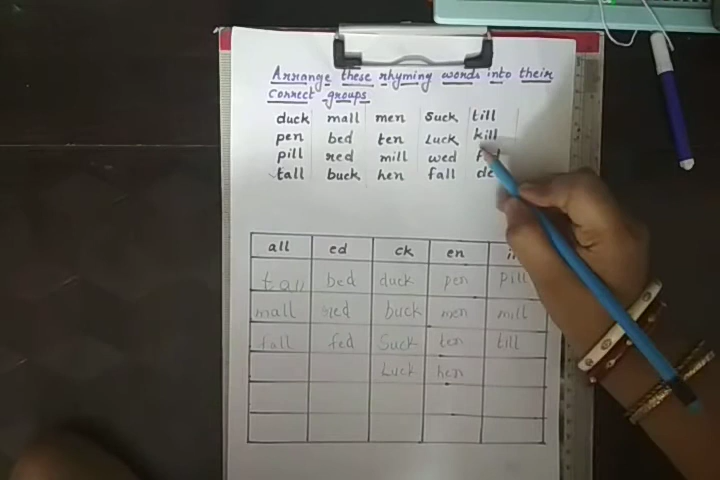 Arrange these rhyming words into their
correct groups
duck mall men Suck till
pen bed ten Luck kill
pill red mill wed
tall buck hen fall
all ed ck en
tall bed duck pen pill
mall red buck men mill
fall fed Suck ten till
Luck hen